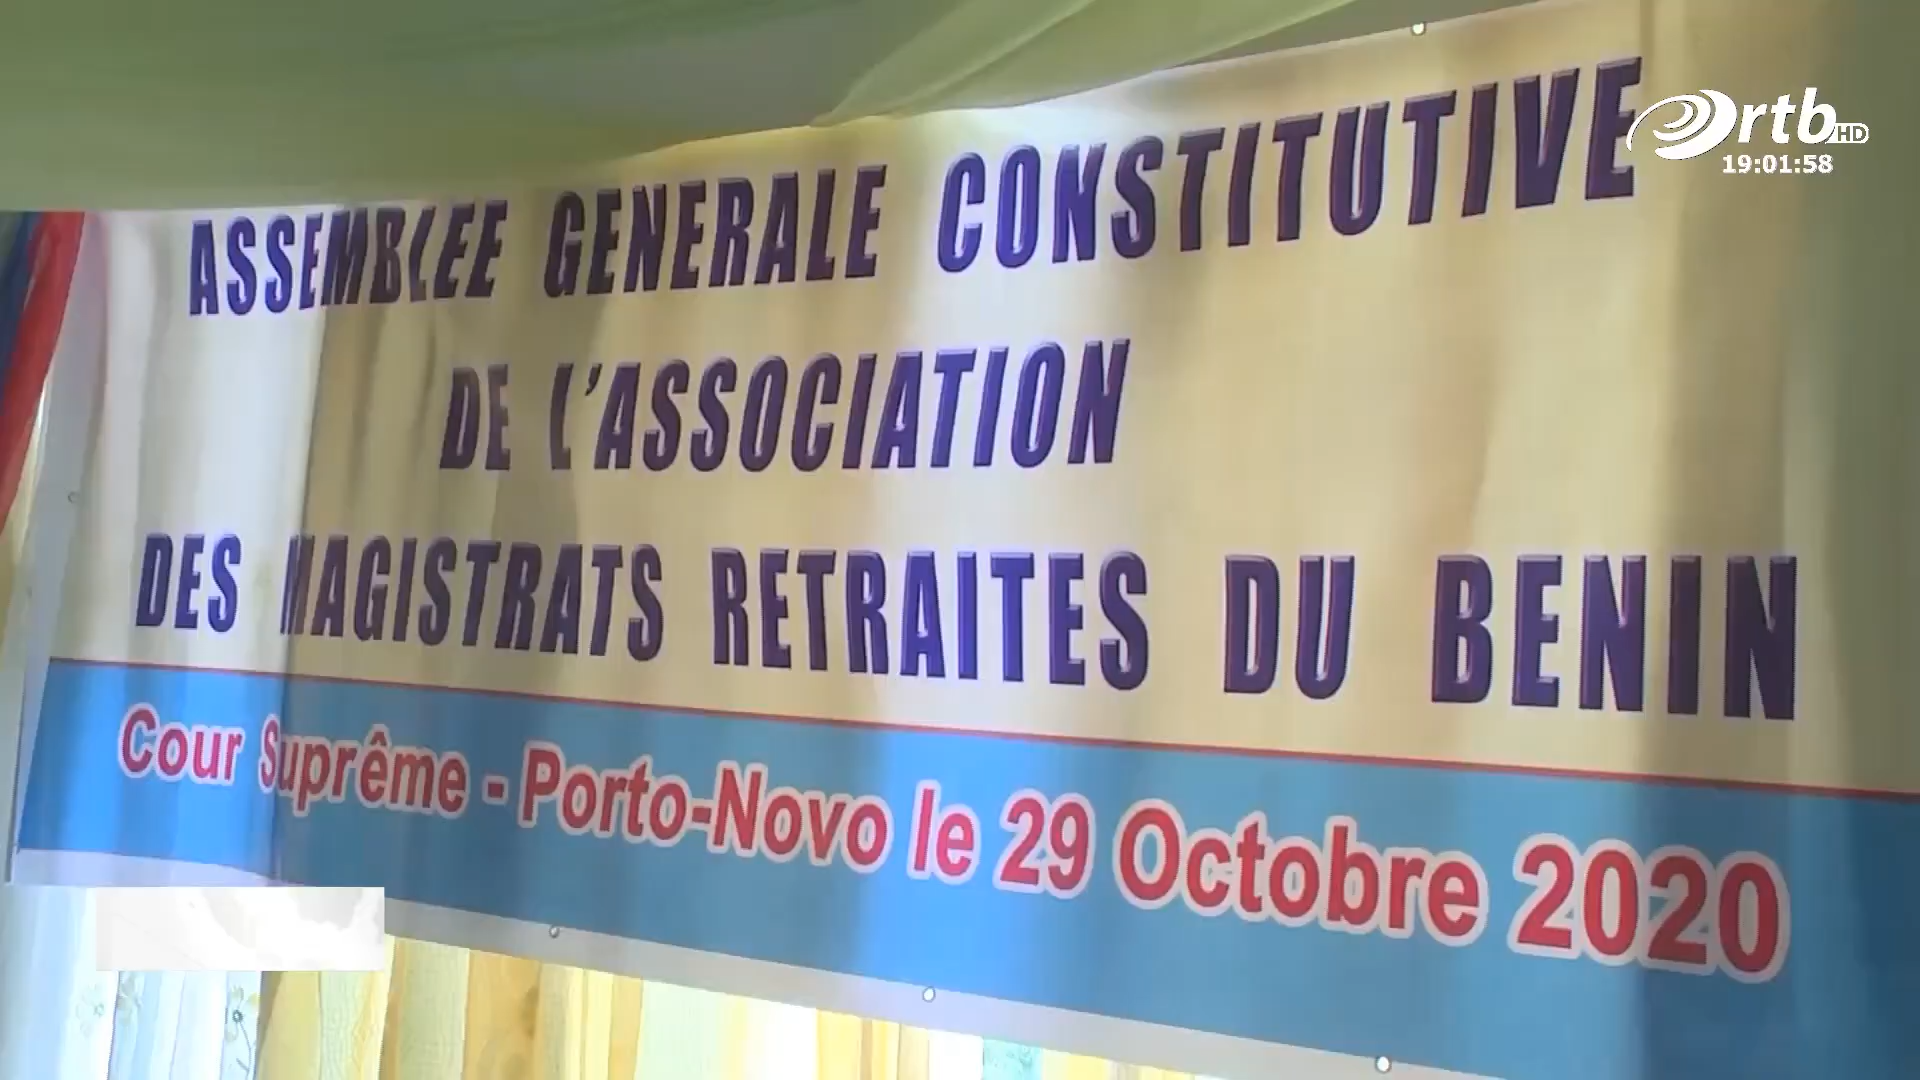 ortb HD
19:01:58
ASSEMBLEE GENERALE CONSTITUTIVE
DE L'ASSOCIATION
DES MAGISTRATS RETRAITES DU BENIN
Cour Suprême - Porto-Novo le 29 Octobre 2020